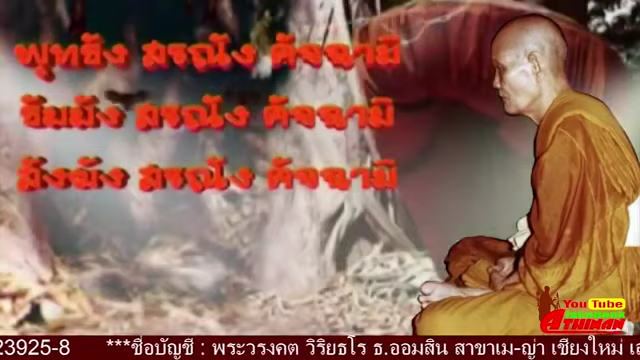 พุทธัง สรณัง คัจฉามิ
ธัมมัง สรณัง คัจฉามิ
สังฆัง สรณัง คัจฉามิ
You Tube
ATHIMAN
23925-8 ***ชื่อบัญชี : พระวรงคต วิริยธโร ธ.ออมสิน สาขาเม-ญ่า เชียงใหม่